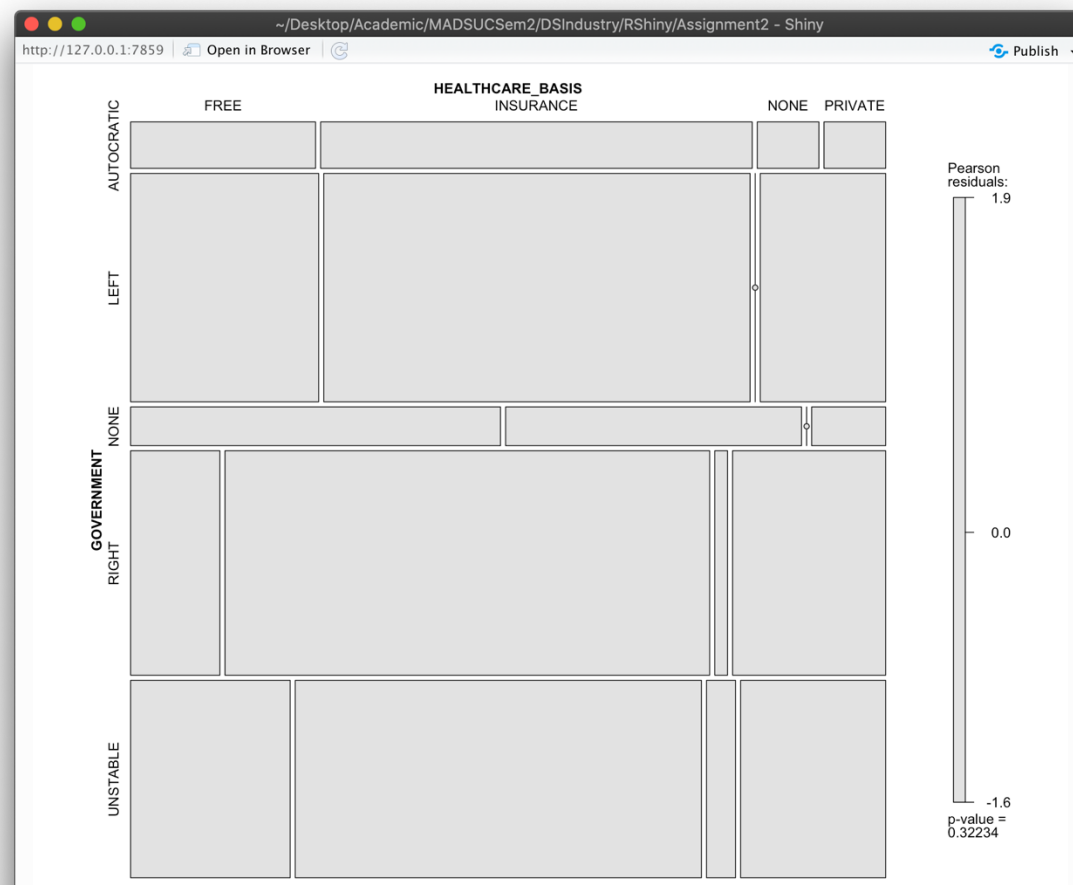 ~/Desktop/Academic/MADSUCSem2/DSIndustry/RShiny/Assignment2 - Shiny
http://127.0.0.1:7859 Open in Browser Publish
HEALTHCARE_BASIS
FREE INSURANCE NONE PRIVATE
GOVERNMENT
AUTOCRATIC
LEFT
NONE
RIGHT
UNSTABLE
Pearson
residuals:
1.9
0.0
-1.6
p-value =
0.32234